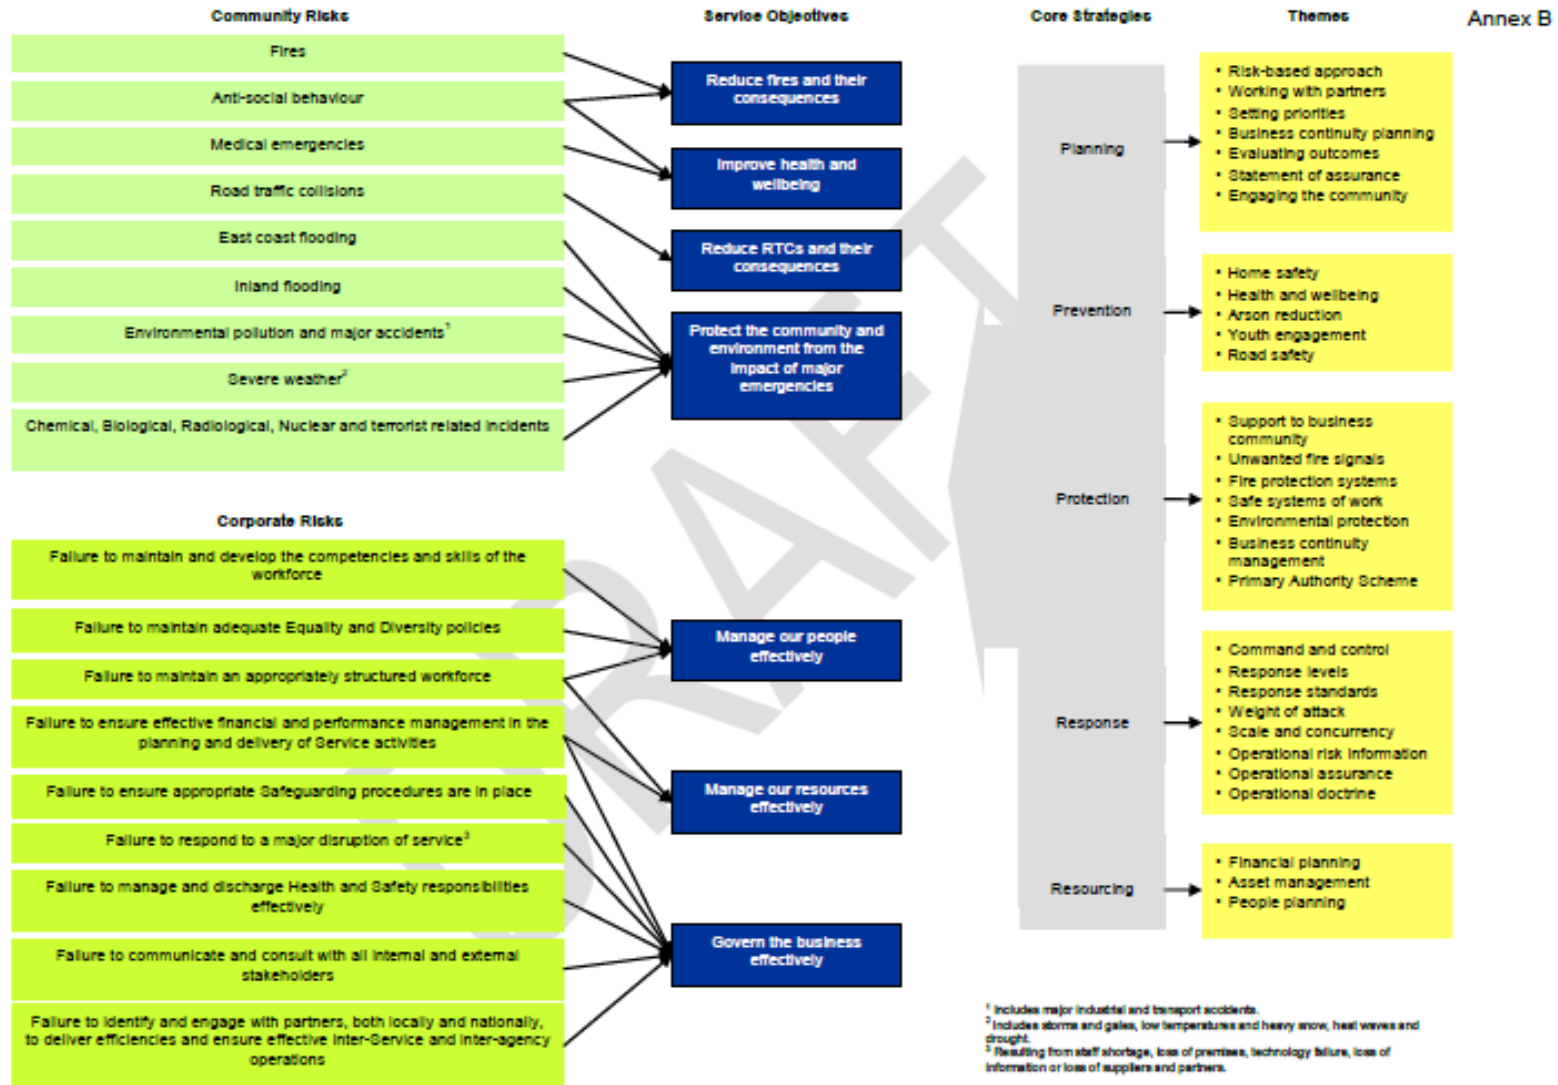 Annex B
Community Risks
Fires
Anti-social behaviour
Medical emergencies
Road traffic collisions
East coast flooding
Inland flooding
Environmental pollution and major accidents¹
Severe weather²
Chemical, Biological, Radiological, Nuclear and terrorist related incidents
Corporate Risks
Failure to maintain and develop the competencies and skills of the
workforce
Failure to maintain adequate Equality and Diversity policies
Failure to maintain an appropriately structured workforce
Failure to ensure effective financial and performance management in the
planning and delivery of Service activities
Failure to ensure appropriate Safeguarding procedures are in place
Failure to respond to a major disruption of service³
Failure to manage and discharge Health and Safety responsibilities
effectively
Failure to communicate and consult with all internal and external
stakeholders
Failure to identify and engage with partners, both locally and nationally,
to deliver efficiencies and ensure effective Inter-Service and inter-agency
operations
Service Objectives
Reduce fires and their
consequences
Improve health and
wellbeing
Reduce RTCs and their
consequences
Protect the community and
environment from the
impact of major
emergencies
Manage our people
effectively
Manage our resources
effectively
Govern the business
effectively
Core Strategies
Planning
Prevention
Protection
Response
Resourcing
Themes
• Risk-based approach
• Working with partners
• Setting priorities
• Business continuity planning
• Evaluating outcomes
• Statement of assurance
• Engaging the community
• Home safety
• Health and wellbeing
• Arson reduction
• Youth engagement
• Road safety
• Support to business
community
• Unwanted fire signals
• Fire protection systems
• Safe systems of work
• Environmental protection
• Business continuity
management
• Primary Authority Scheme
• Command and control
• Response levels
• Response standards
• Weight of attack
• Scale and concurrency
• Operational risk information
• Operational assurance
• Operational doctrine
• Financial planning
• Asset management
• People planning
¹ Includes major industrial and transport accidents.
² Includes storms and gales, low temperatures and heavy snow, heat waves and
drought.
³ Resulting from staff shortage, loss of premises, technology failure, loss of
information or loss of suppliers and partners.
DRAFT